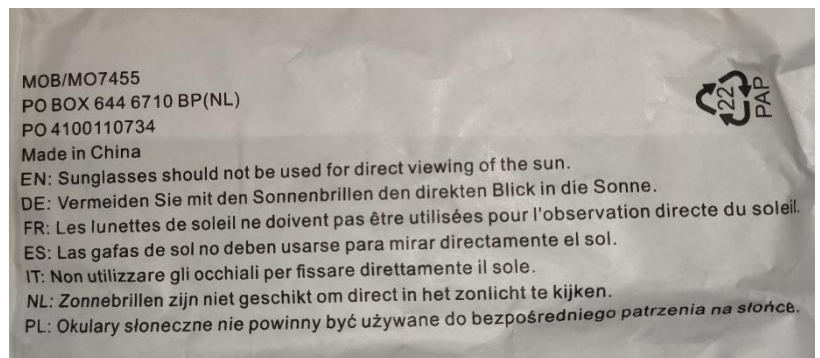 MOB/MO7455
PO BOX 644 6710 BP(NL)
PO 4100110734
Made in China
EN: Sunglasses should not be used for direct viewing of the sun.
DE: Vermeiden Sie mit den Sonnenbrillen den direkten Blick in die Sonne.
FR: Les lunettes de soleil ne doivent pas être utilisées pour l'observation directe du soleil.
ES: Las gafas de sol no deben usarse para mirar directamente el sol.
IT: Non utilizzare gli occhiali per fissare direttamente il sole.
NL: Zonnebrillen zijn niet geschikt om direct in het zonlicht te kijken.
PL: Okulary słoneczne nie powinny być używane do bezpośredniego patrzenia na słońce.
22
PAP